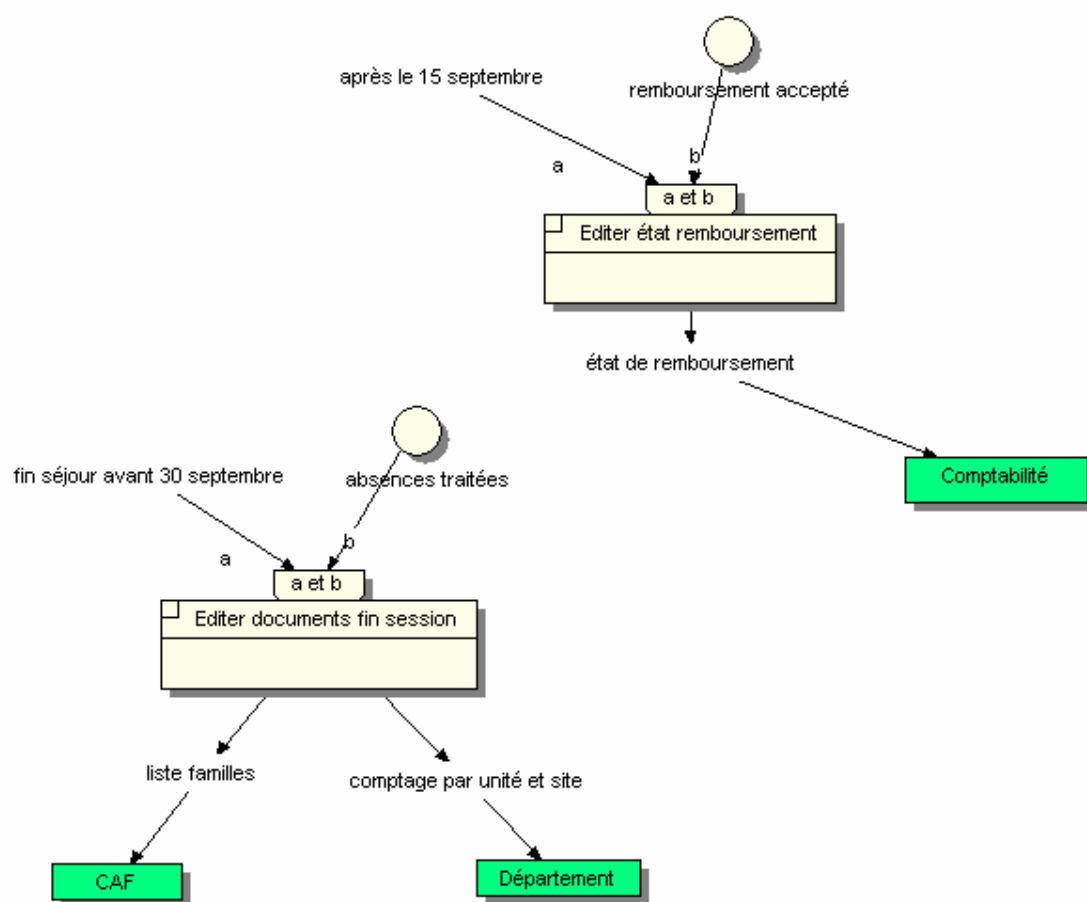 après le 15 septembre
remboursement accepté
a
b
a et b
Editer état remboursement
état de remboursement
Comptabilité
fin séjour avant 30 septembre
absences traitées
a
b
a et b
Editer documents fin session
liste familles
comptage par unité et site
CAF
Département